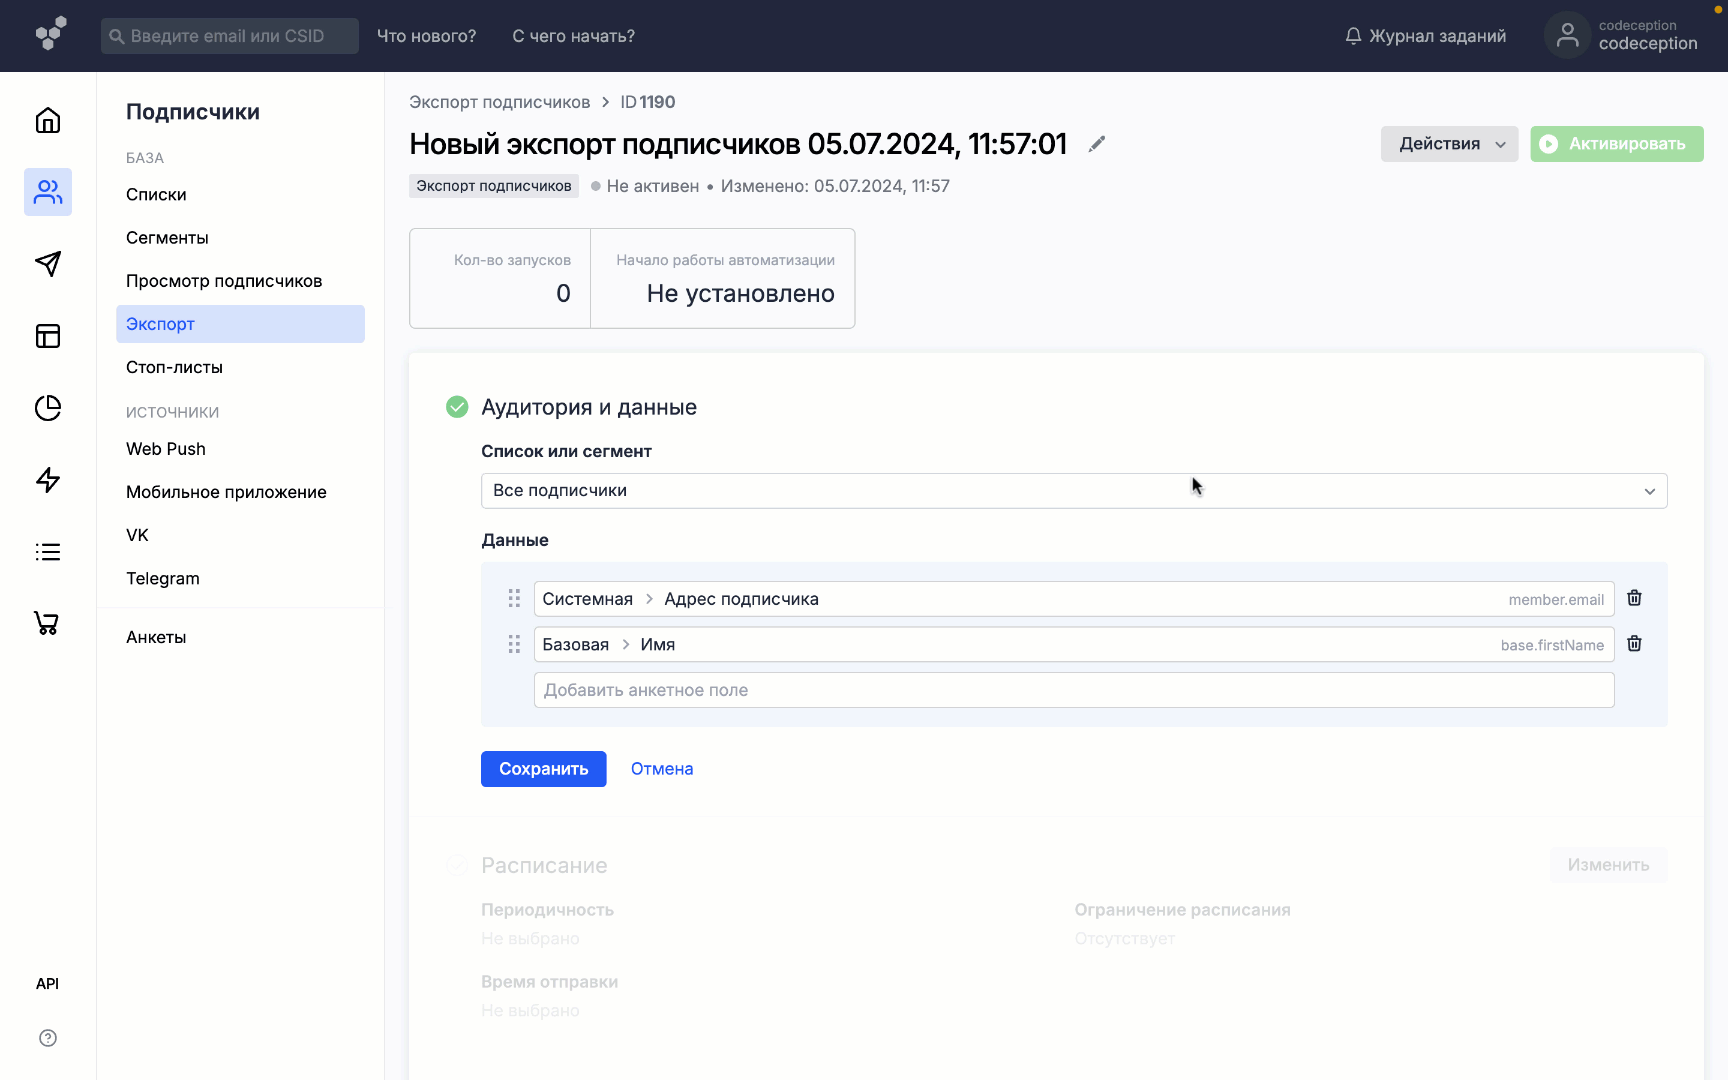 Введите email или CSID
Что нового?
С чего начать?
Журнал заданий
codeception
codeception
Подписчики
БАЗА
Списки
Сегменты
Просмотр подписчиков
Экспорт
Стоп-листы
ИСТОЧНИКИ
Web Push
Мобильное приложение
VK
Telegram
Анкеты
API
Экспорт подписчиков > ID 1190
Новый экспорт подписчиков 05.07.2024, 11:57:01
Действия
Активировать
Экспорт подписчиков
Не активен • Изменено: 05.07.2024, 11:57
Кол-во запусков
0
Начало работы автоматизации
Не установлено
Аудитория и данные
Список или сегмент
Все подписчики
Данные
Системная > Адрес подписчика member.email
Базовая > Имя base.firstName
Добавить анкетное поле
Сохранить
Отмена
Расписание
Изменить
Периодичность
Не выбрано
Ограничение расписания
Отсутствует
Время отправки
Не выбрано